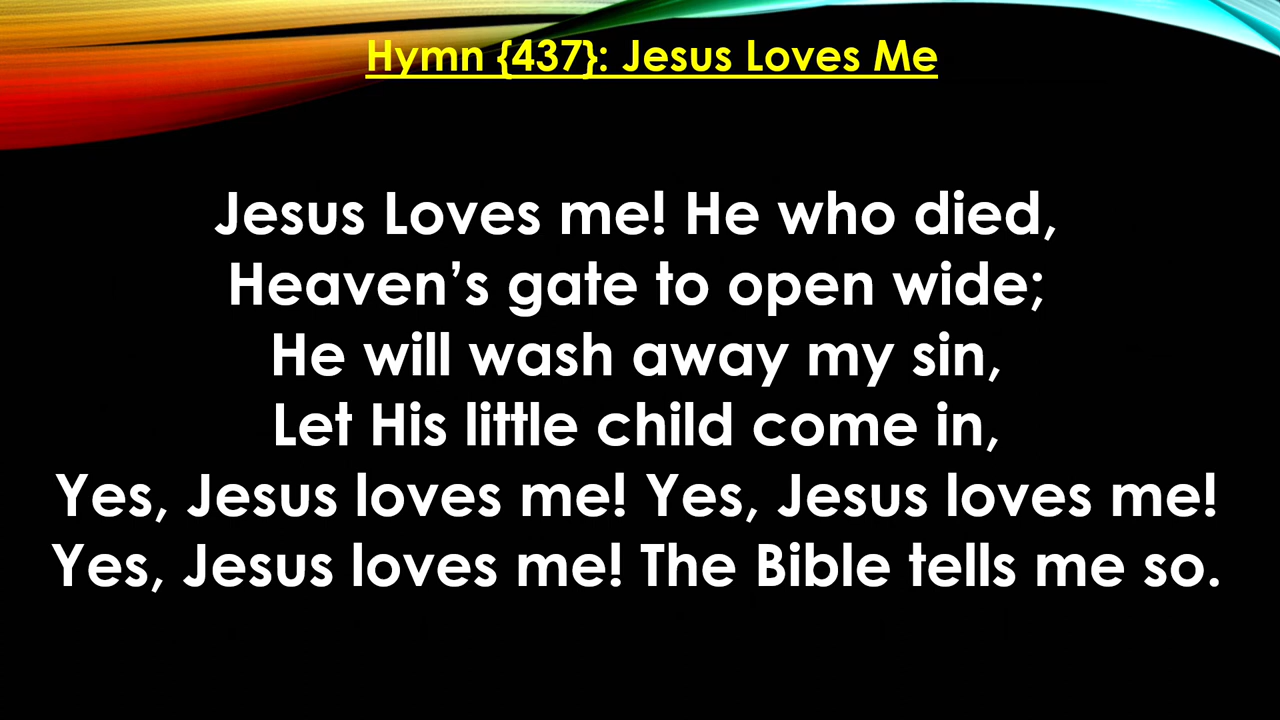 Hymn {437}: Jesus Loves Me
Jesus Loves me! He who died,
Heaven’s gate to open wide;
He will wash away my sin,
Let His little child come in,
Yes, Jesus loves me! Yes, Jesus loves me!
Yes, Jesus loves me! The Bible tells me so.